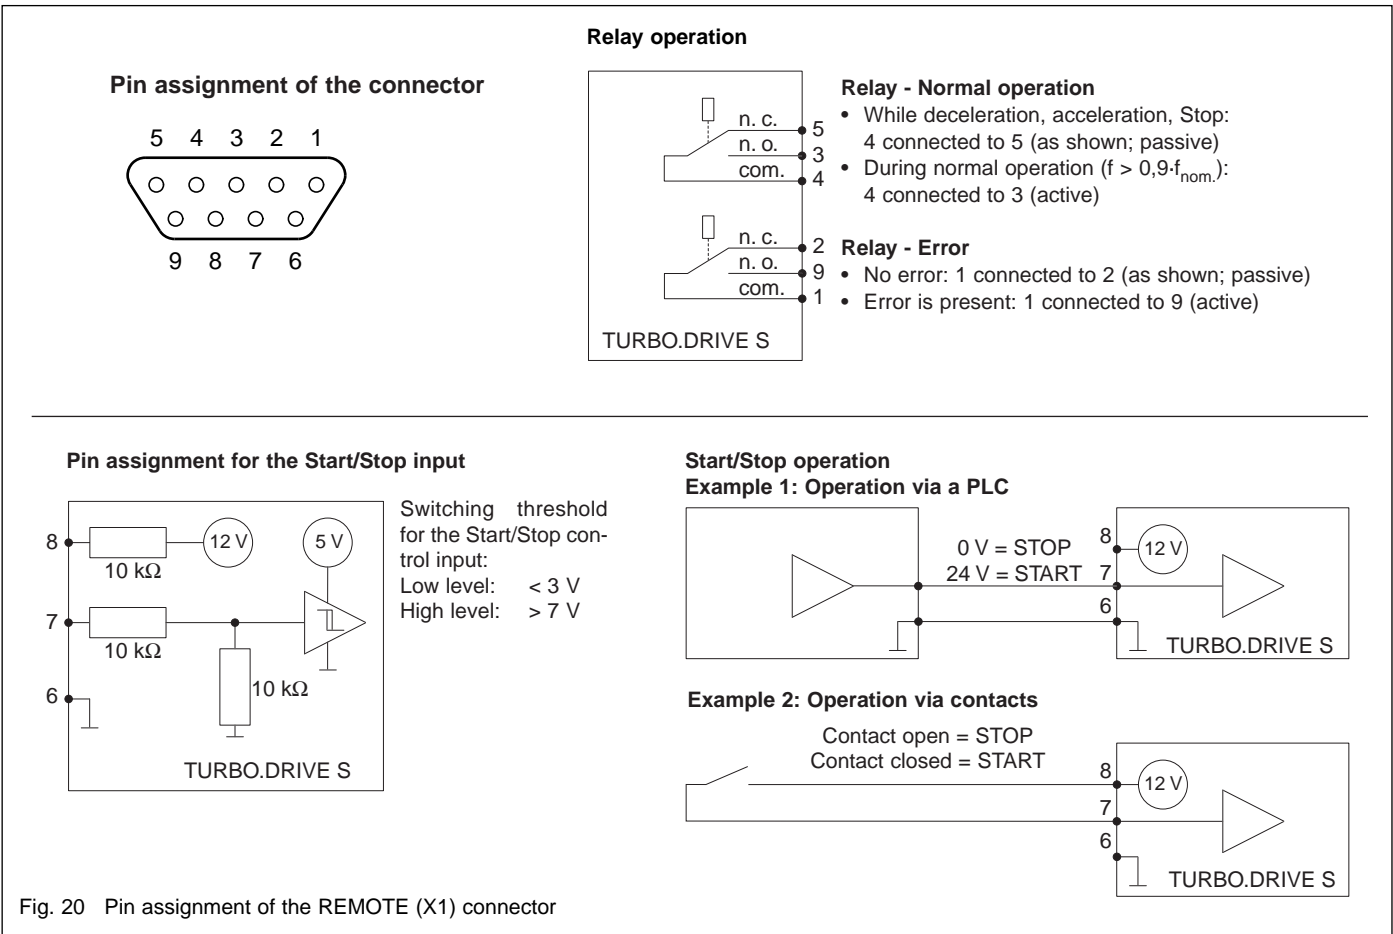 Relay operation
Pin assignment of the connector
5 4 3 2 1
9 8 7 6
n. c.
n. o.
com.
5
3
4
n. c.
n. o.
com.
2
9
1
TURBO.DRIVE S
Relay - Normal operation
• While deceleration, acceleration, Stop:
4 connected to 5 (as shown; passive)
• During normal operation (f > 0,9·fnom.):
4 connected to 3 (active)
Relay - Error
• No error: 1 connected to 2 (as shown; passive)
• Error is present: 1 connected to 9 (active)
Pin assignment for the Start/Stop input
8
10 kΩ
12 V
5 V
7
10 kΩ
10 kΩ
6
TURBO.DRIVE S
Switching threshold
for the Start/Stop con-
trol input:
Low level: < 3 V
High level: > 7 V
Start/Stop operation
Example 1: Operation via a PLC
0 V = STOP
24 V = START
8
7
6
12 V
TURBO.DRIVE S
Example 2: Operation via contacts
Contact open = STOP
Contact closed = START
8
7
6
12 V
TURBO.DRIVE S
Fig. 20 Pin assignment of the REMOTE (X1) connector